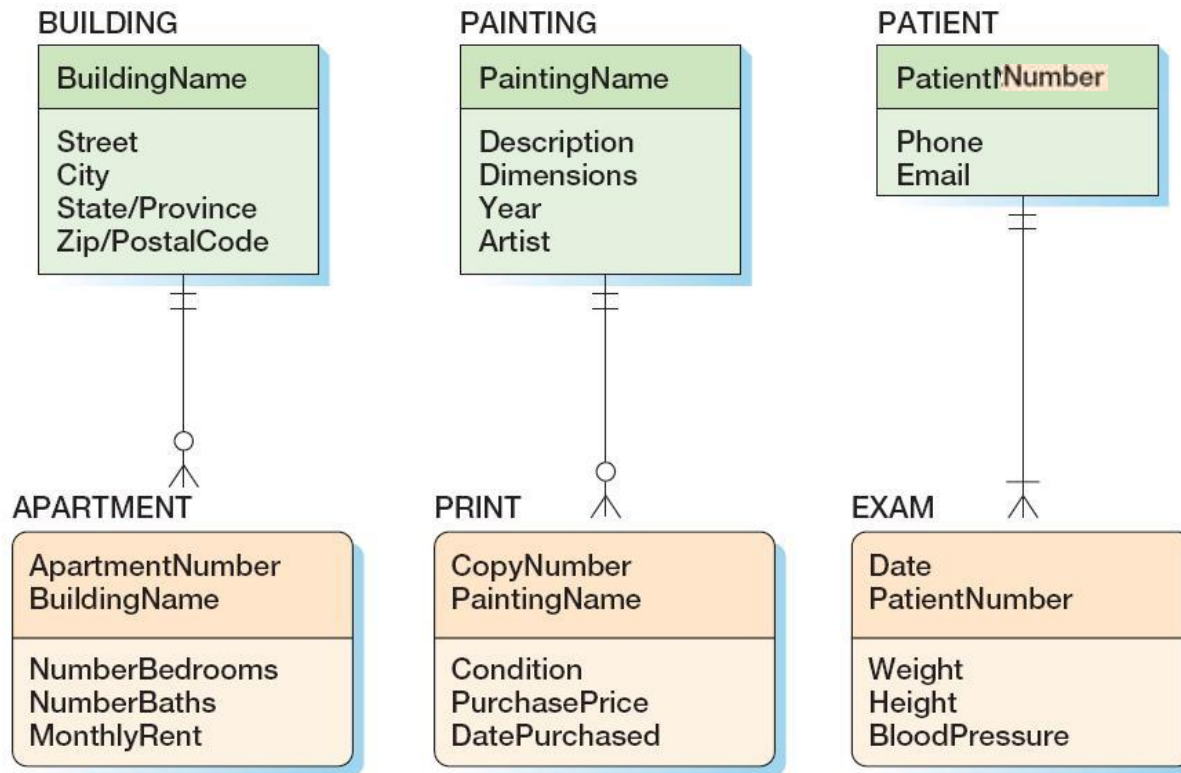 BUILDING
BuildingName
Street
City
State/Province
Zip/PostalCode
APARTMENT
ApartmentNumber
BuildingName
NumberBedrooms
NumberBaths
MonthlyRent
PAINTING
PaintingName
Description
Dimensions
Year
Artist
PRINT
CopyNumber
PaintingName
Condition
PurchasePrice
DatePurchased
PATIENT
PatientNumber
Phone
Email
EXAM
Date
PatientNumber
Weight
Height
BloodPressure